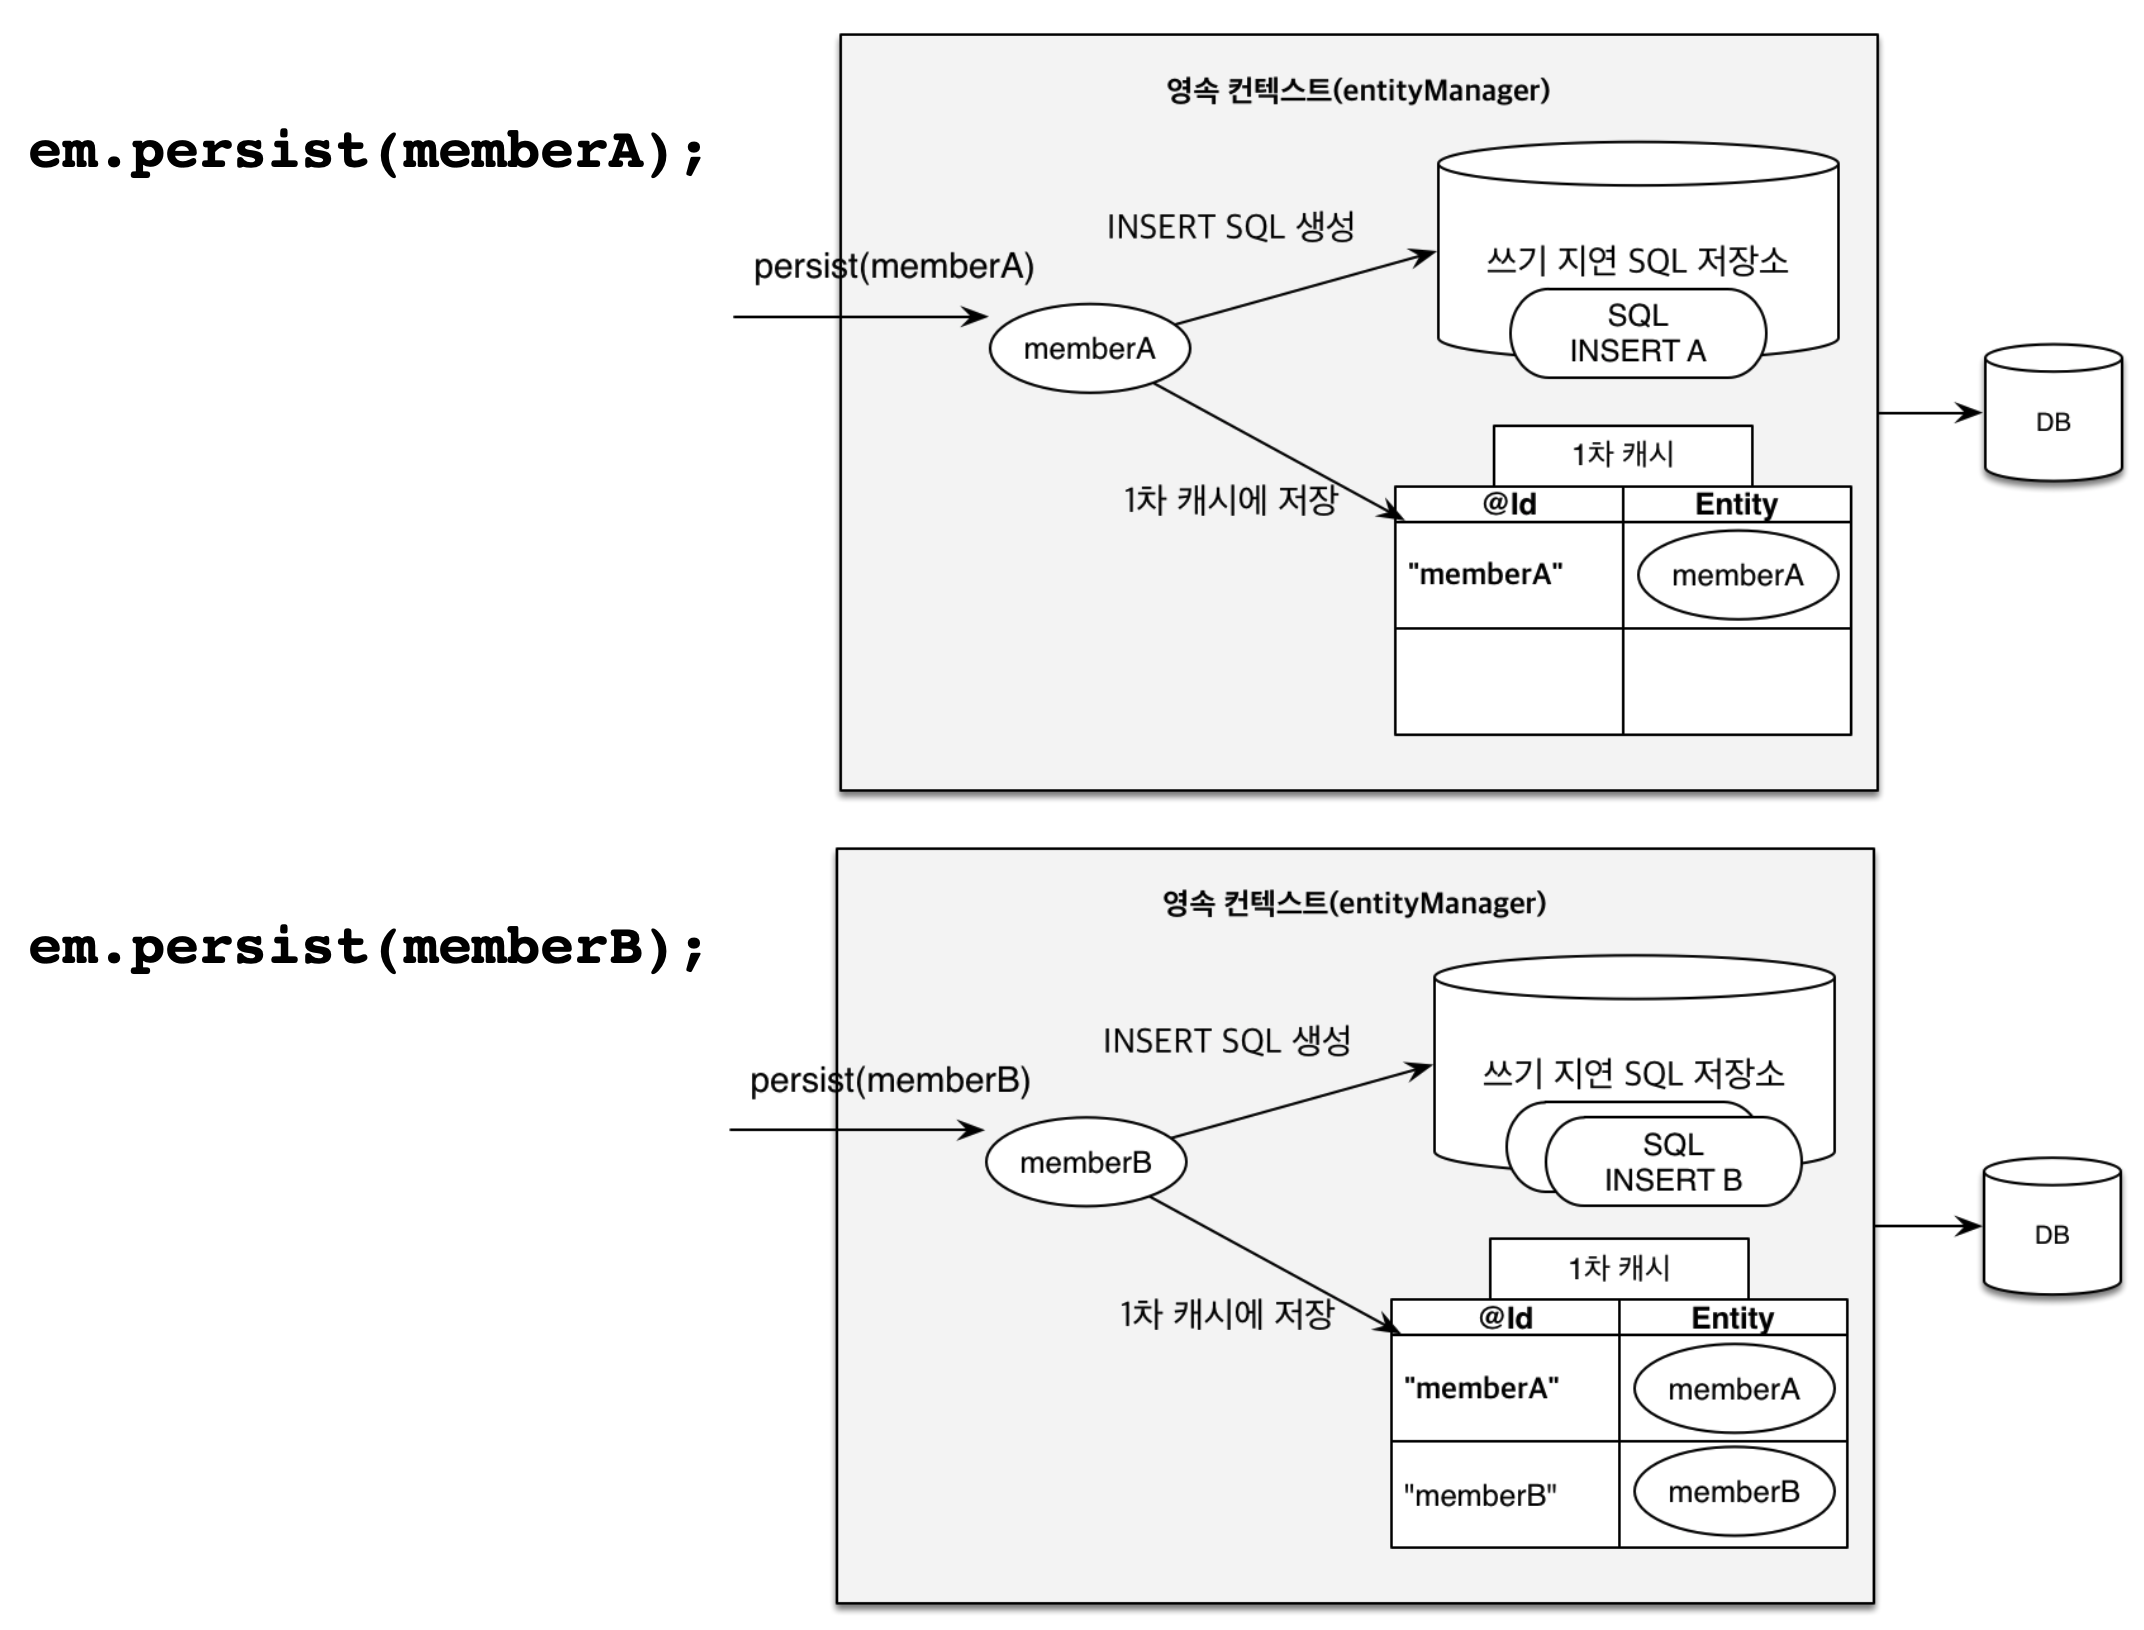 em.persist(memberA);
영속 컨텍스트(entityManager)
persist(memberA)
INSERT SQL 생성
memberA
쓰기 지연 SQL 저장소
SQL
INSERT A
1차 캐시에 저장
1차 캐시
@Id Entity
"memberA" memberA
DB
em.persist(memberB);
영속 컨텍스트(entityManager)
persist(memberB)
INSERT SQL 생성
memberB
쓰기 지연 SQL 저장소
SQL
INSERT B
1차 캐시에 저장
1차 캐시
@Id Entity
"memberA" memberA
"memberB" memberB
DB